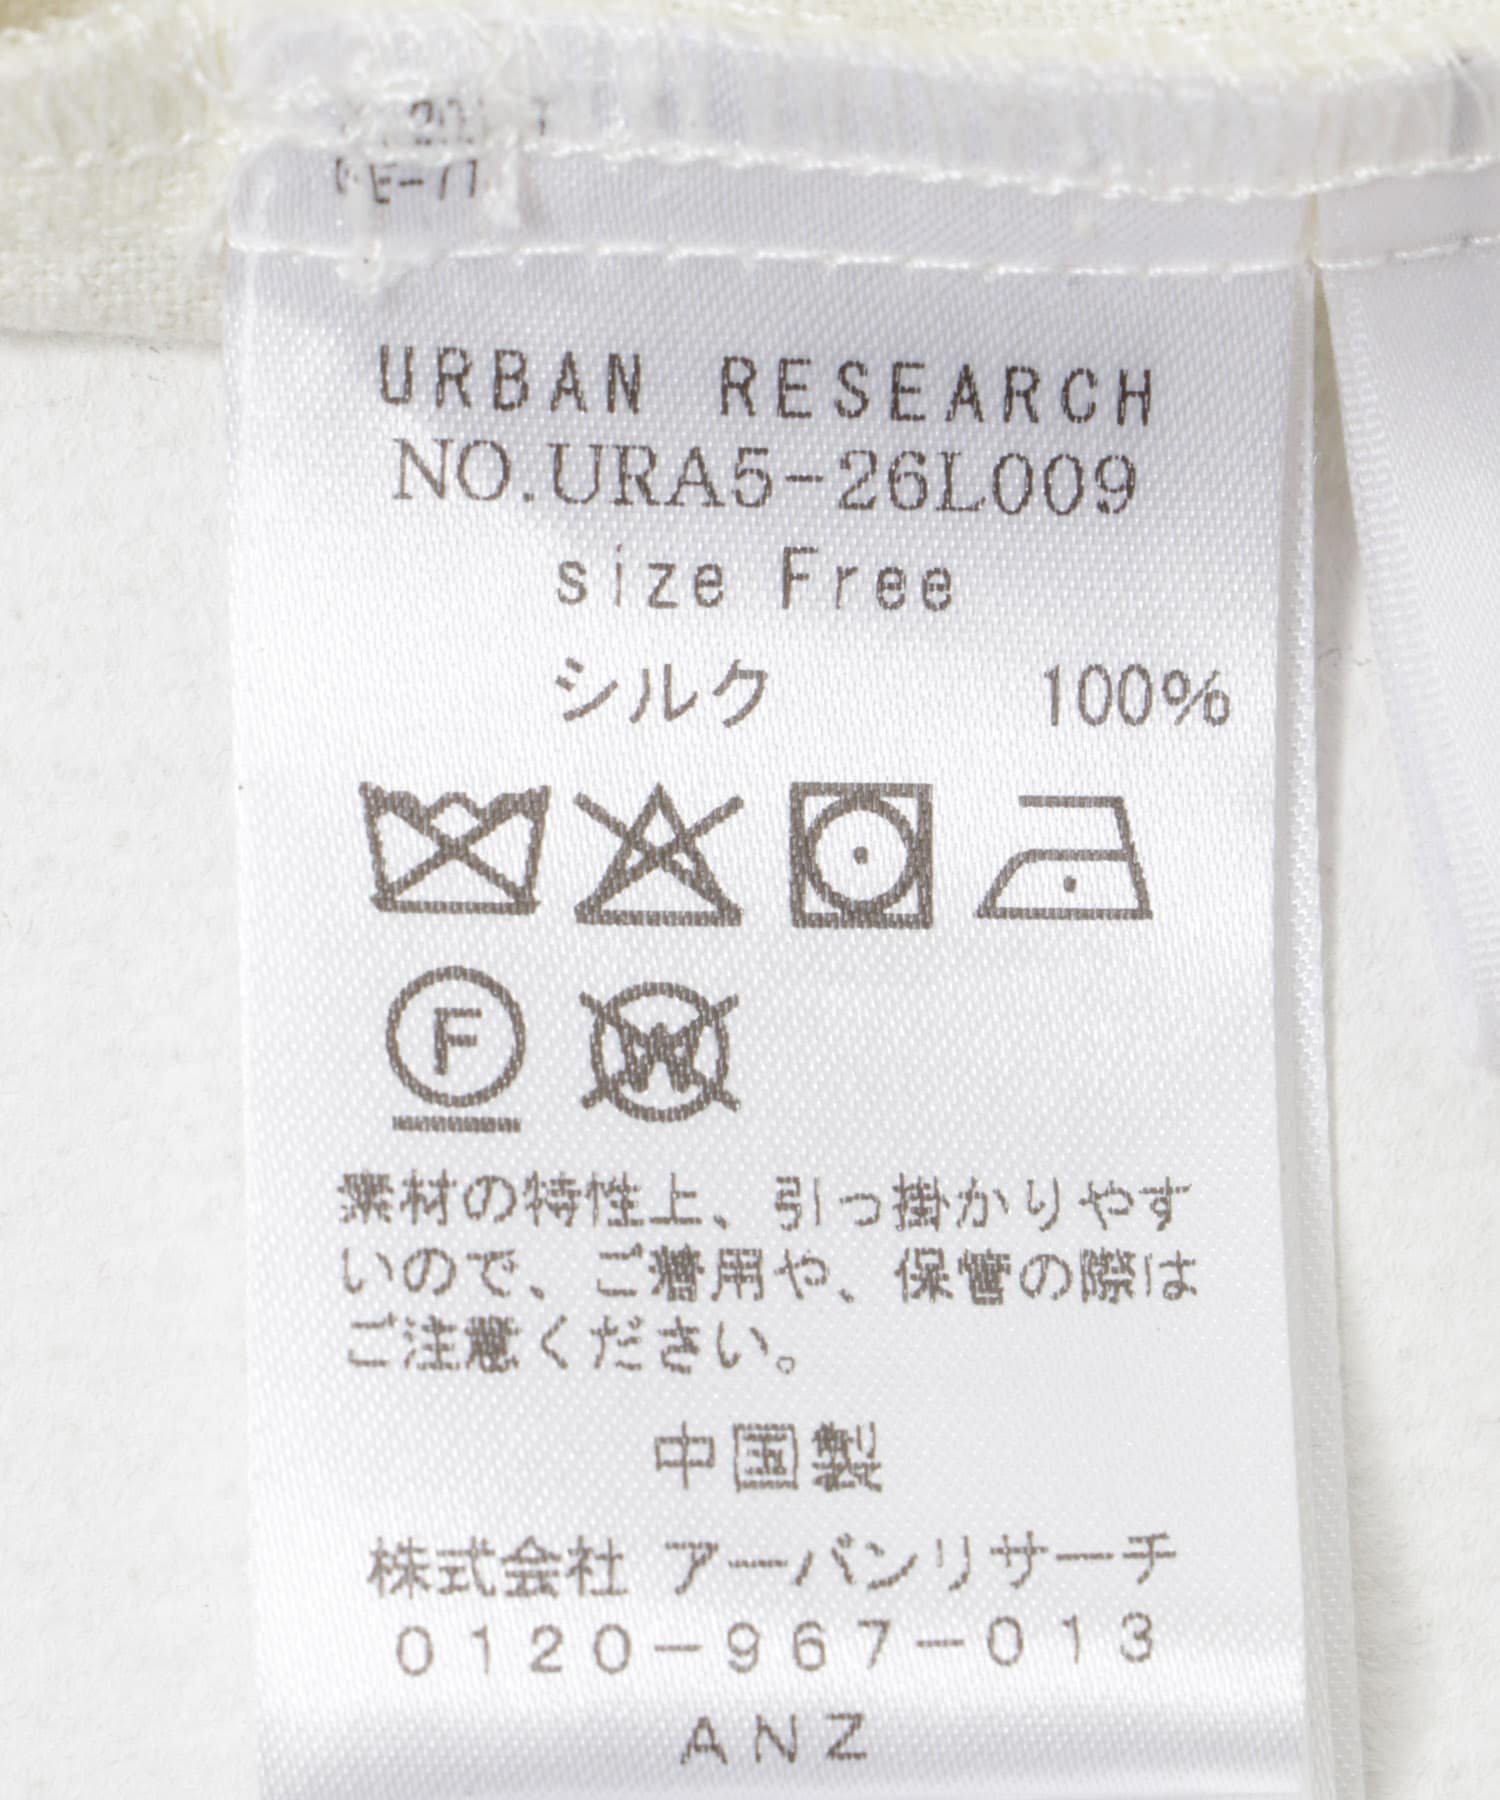 URBAN RESEARCH
NO.URA5-26L009
size Free
シルク 100%
F
W
素材の特性上、引っ掛かりやす
いので、ご着用や、保管の際は
ご注意ください。
中国製
株式会社 アーバンリサーチ
0120-967-013
ANZ